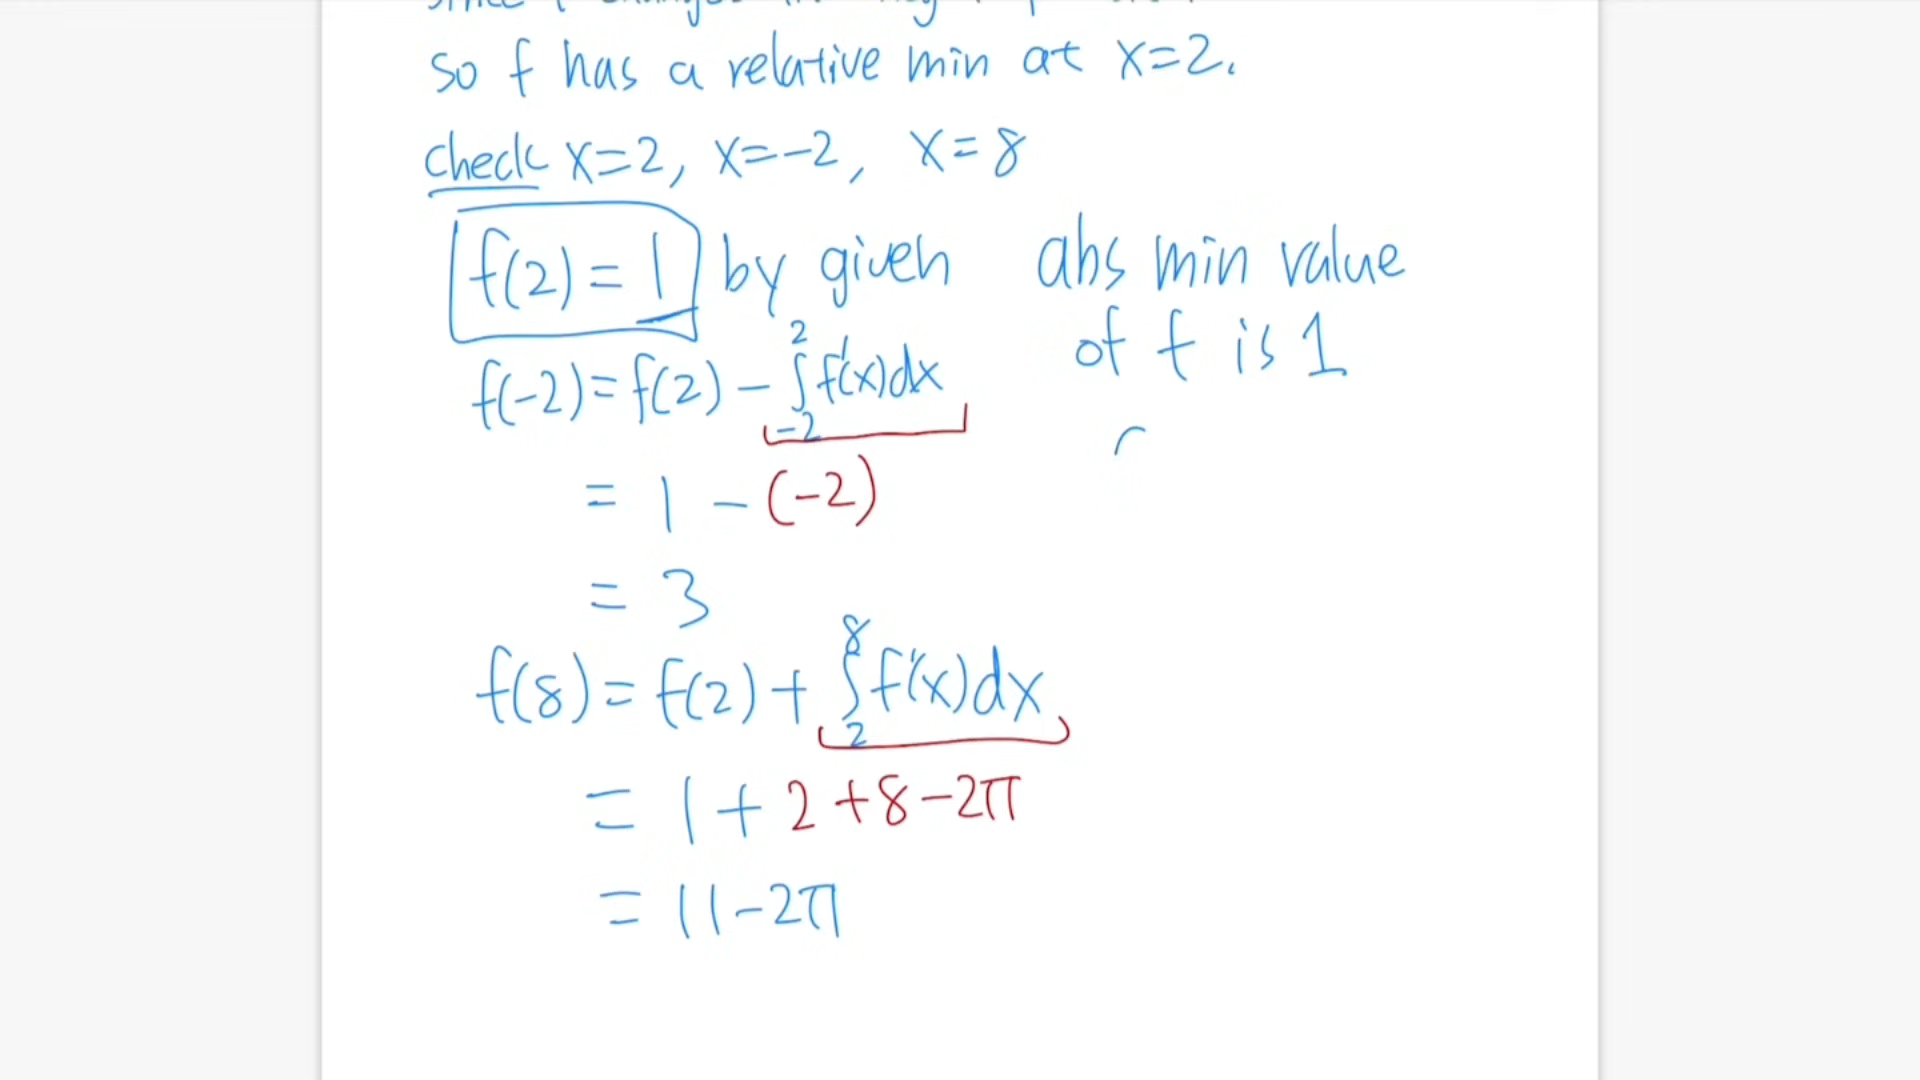 so f has a relative min at x=2.
check x=2, x=-2, x=8
f(2)=1 by given
f(-2)=f(2)-∫_{-2}^{2}f'(x)dx
=1-(-2)
=3
f(8)=f(2)+∫_{2}^{8}f'(x)dx
=1+2+8-2π
=11-2π
abs min value
of f is 1